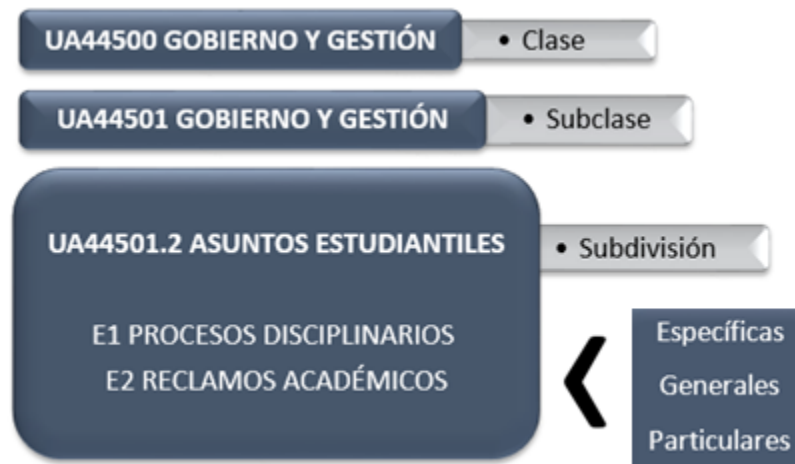 UA44500 GOBIERNO Y GESTIÓN
• Clase
UA44501 GOBIERNO Y GESTIÓN
• Subclase
UA44501.2 ASUNTOS ESTUDIANTILES
• Subdivisión
E1 PROCESOS DISCIPLINARIOS
E2 RECLAMOS ACADÉMICOS
Específicas
Generales
Particulares